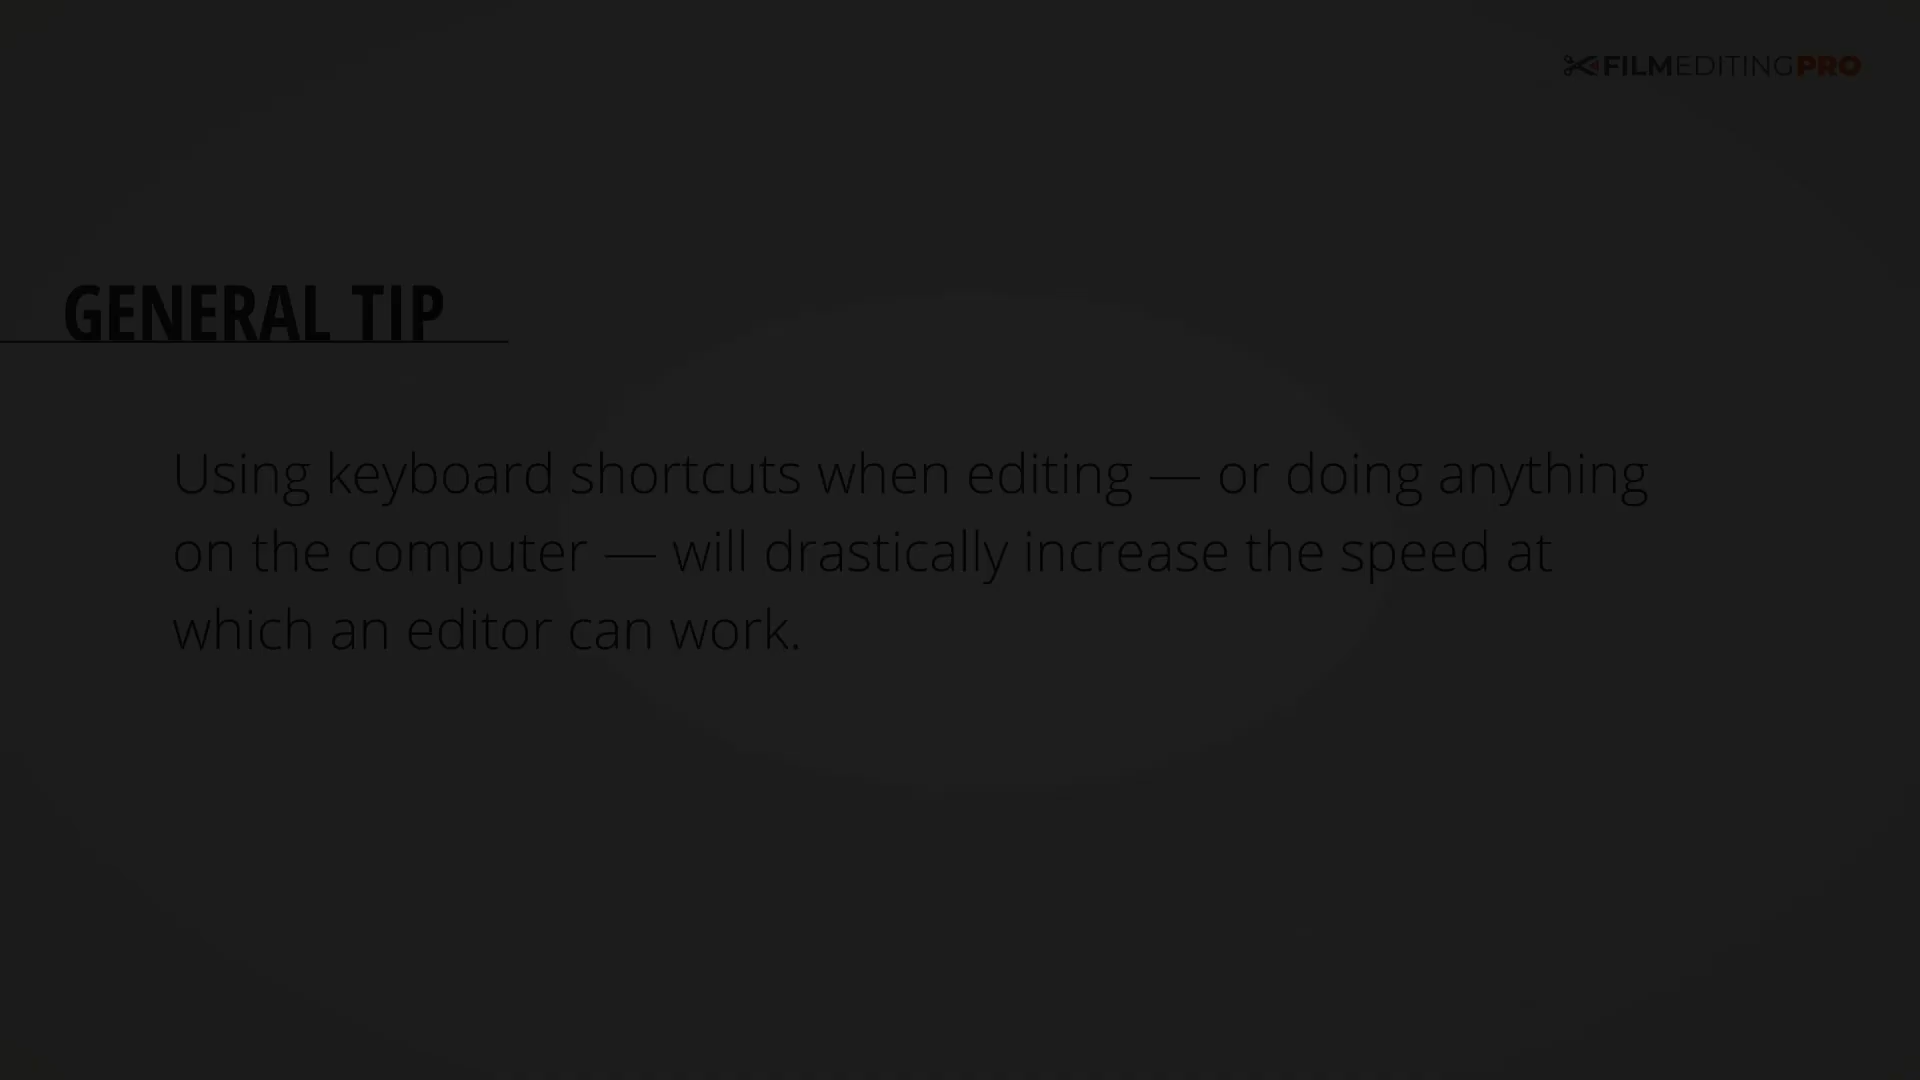 FILMEDITINGPRO
GENERAL TIP
Using keyboard shortcuts when editing — or doing anything
on the computer — will drastically increase the speed at
which an editor can work.